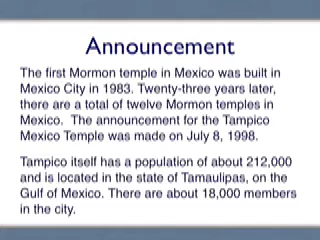 Announcement
The first Mormon temple in Mexico was built in
Mexico City in 1983. Twenty-three years later,
there are a total of twelve Mormon temples in
Mexico. The announcement for the Tampico
Mexico Temple was made on July 8, 1998.
Tampico itself has a population of about 212,000
and is located in the state of Tamaulipas, on the
Gulf of Mexico. There are about 18,000 members
in the city.